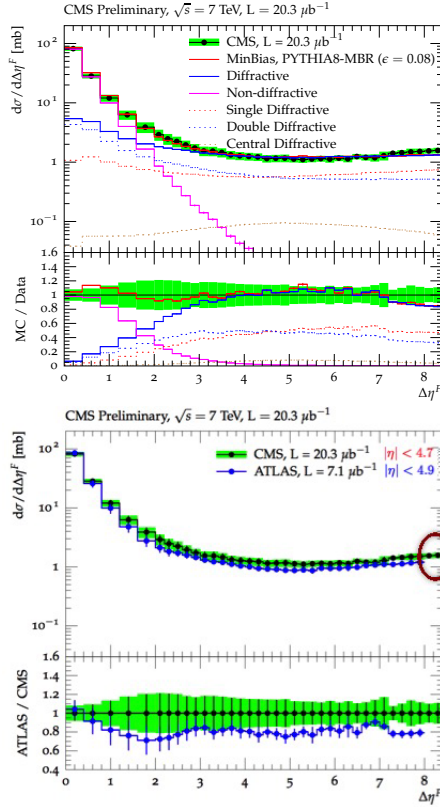 CMS Preliminary, √s = 7 TeV, L = 20.3 μb⁻¹
dσ/dΔη^F [mb]
10²
10¹
1
10⁻¹
CMS, L = 20.3 μb⁻¹
MinBias, PYTHIA8-MBR (ϵ = 0.08)
Diffractive
Non-diffractive
Single Diffractive
Double Diffractive
Central Diffractive
MC / Data
1.6
1.4
1.2
1
0.8
0.6
0.4
0.2
0
0 1 2 3 4 5 6 7 8
Δη^F
CMS Preliminary, √s = 7 TeV, L = 20.3 μb⁻¹
dσ/dΔη^F [mb]
10²
10¹
1
10⁻¹
CMS, L = 20.3 μb⁻¹ |η| < 4.7
ATLAS, L = 7.1 μb⁻¹ |η| < 4.9
ATLAS / CMS
1.6
1.4
1.2
1
0.8
0.6
0.4
0 1 2 3 4 5 6 7 8
Δη^F